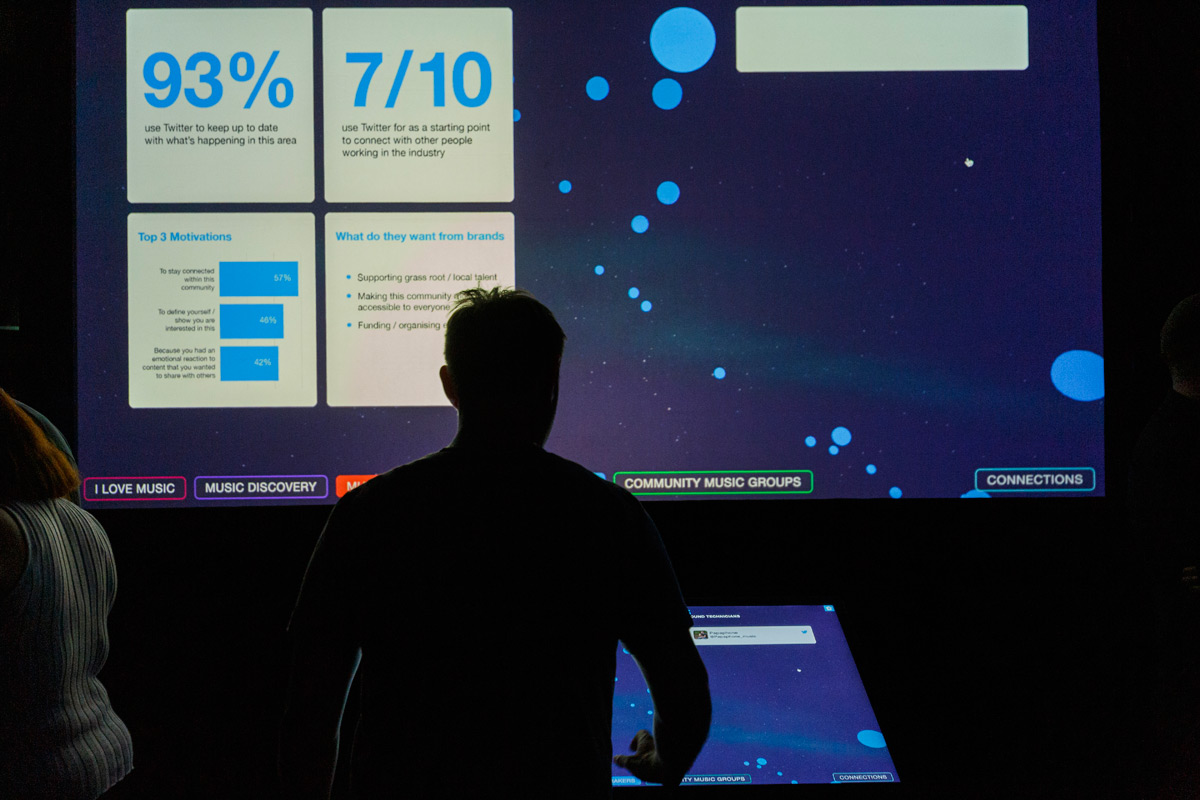 93%
use Twitter to keep up to date
with what's happening in this area
7/10
use Twitter for as a starting point
to connect with other people
working in the industry
Top 3 Motivations
To stay connected
within this
community
57%
To define yourself /
show you are
interested in this
46%
Because you had an
emotional reaction to
content that you wanted
to share with others
42%
What do they want from brands
Supporting grass root / local talent
Making this community
accessible to everyone
Funding / organising
I LOVE MUSIC
MUSIC DISCOVERY
COMMUNITY MUSIC GROUPS
CONNECTIONS
TECHNICIANS
MUSIC GROUPS
CONNECTIONS